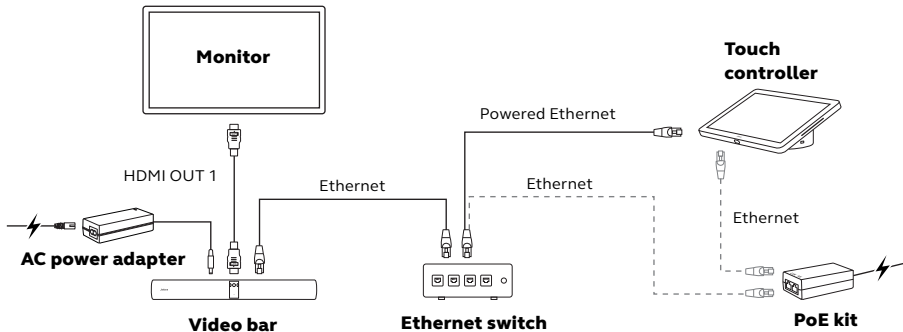 Monitor
Touch
controller
Powered Ethernet
HDMI OUT 1
Ethernet
Ethernet
Ethernet
AC power adapter
Video bar
Ethernet switch
PoE kit